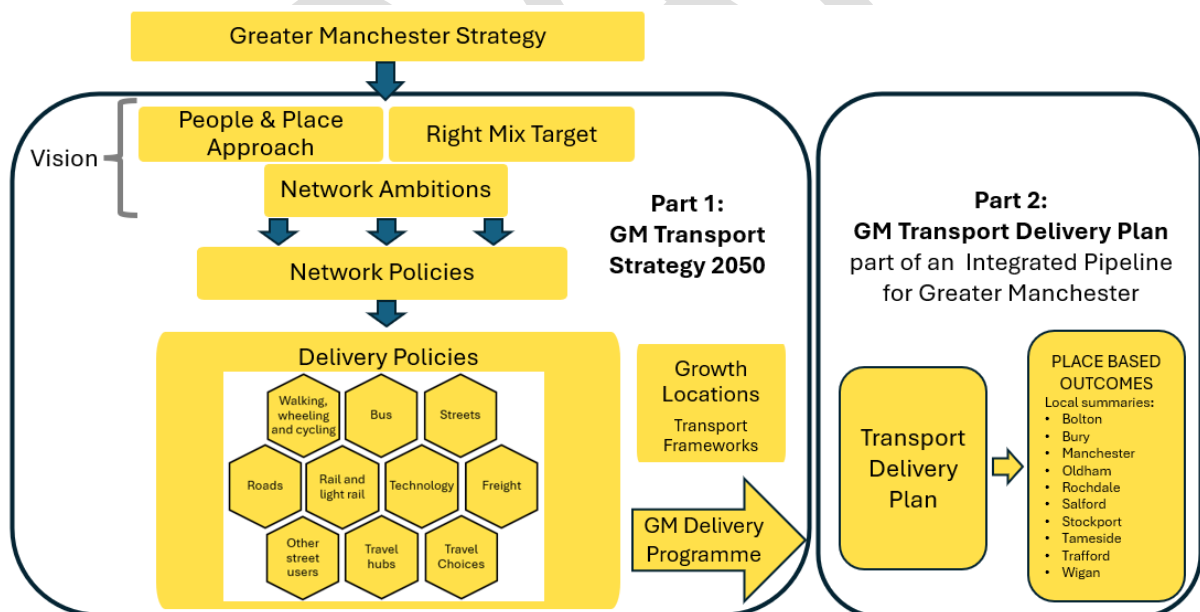 Greater Manchester Strategy
Vision
People & Place
Approach
Right Mix Target
Network Ambitions
Network Policies
Part 1:
GM Transport
Strategy 2050
Delivery Policies
Walking,
wheeling
and cycling
Bus
Streets
Roads
Rail and
light rail
Technology
Freight
Other
street
users
Travel
hubs
Travel
Choices
Growth
Locations
Transport
Frameworks
GM Delivery
Programme
Part 2:
GM Transport Delivery Plan
part of an Integrated Pipeline
for Greater Manchester
Transport
Delivery
Plan
PLACE BASED
OUTCOMES
Local summaries:
• Bolton
• Bury
• Manchester
• Oldham
• Rochdale
• Salford
• Stockport
• Tameside
• Trafford
• Wigan